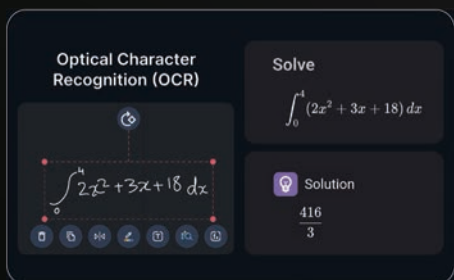 Optical Character
Recognition (OCR)
∫₀⁴ 2x² + 3x + 18 dx
Solve
∫₀⁴ (2x² + 3x + 18) dx
Solution
416/3